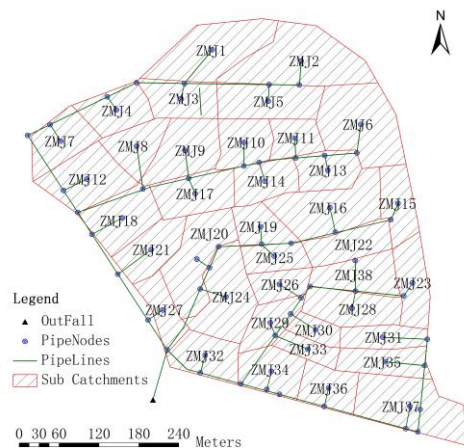 N
ZMJ1
ZMJ2
ZMJ3
ZMJ5
ZMJ4
ZMJ6
ZMJ7
ZMJ8
ZMJ9
ZMJ10
ZMJ11
ZMJ13
ZMJ14
ZMJ12
ZMJ17
ZMJ15
ZMJ16
ZMJ18
ZMJ19
ZMJ20
ZMJ21
ZMJ22
ZMJ25
ZMJ38
ZMJ23
ZMJ26
ZMJ24
ZMJ28
ZMJ27
ZMJ29
ZMJ30
ZMJ31
ZMJ33
ZMJ32
ZMJ35
ZMJ34
ZMJ36
ZMJ37
Legend
OutFall
PipeNodes
PipeLines
Sub Catchments
0 30 60 120 180 240
Meters